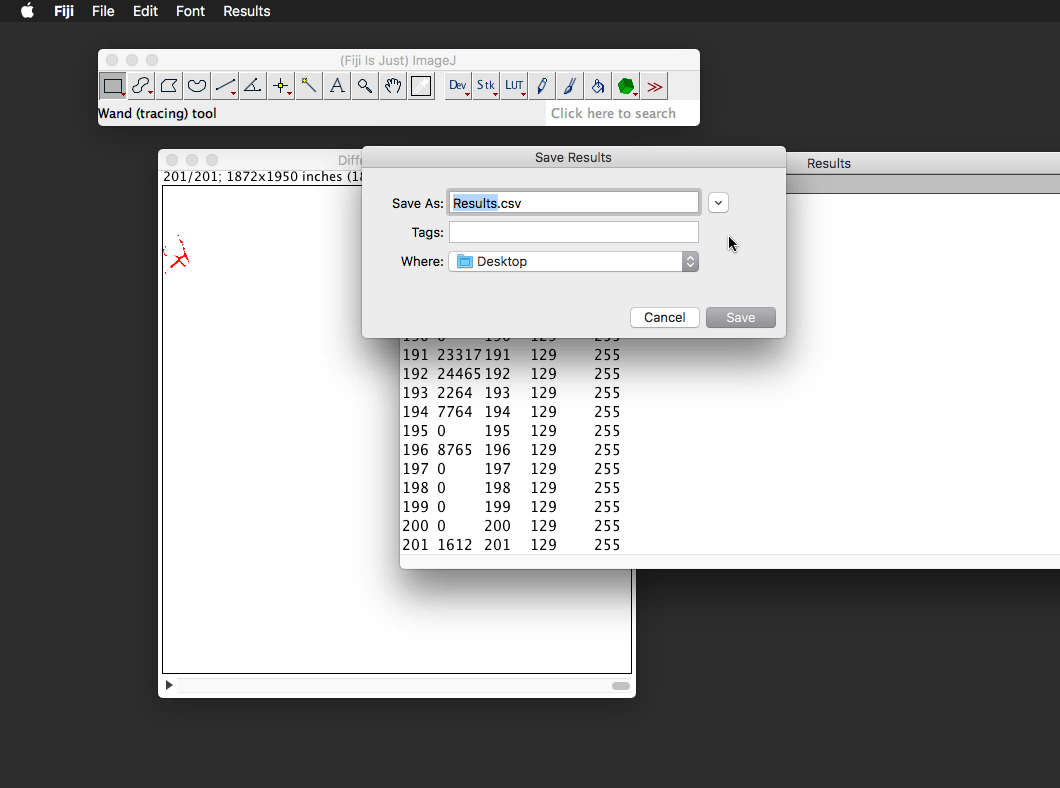 Fiji File Edit Font Results
(Fiji Is Just) ImageJ
A Dev Stk LUT >>
Wand (tracing) tool
Click here to search
201/201; 1872x1950 inches
Save Results
Results
Save As: Results.csv
Tags:
Where: Desktop
Cancel Save
191 23317 191 129 255
192 24465 192 129 255
193 2264 193 129 255
194 7764 194 129 255
195 0 195 129 255
196 8765 196 129 255
197 0 197 129 255
198 0 198 129 255
199 0 199 129 255
200 0 200 129 255
201 1612 201 129 255